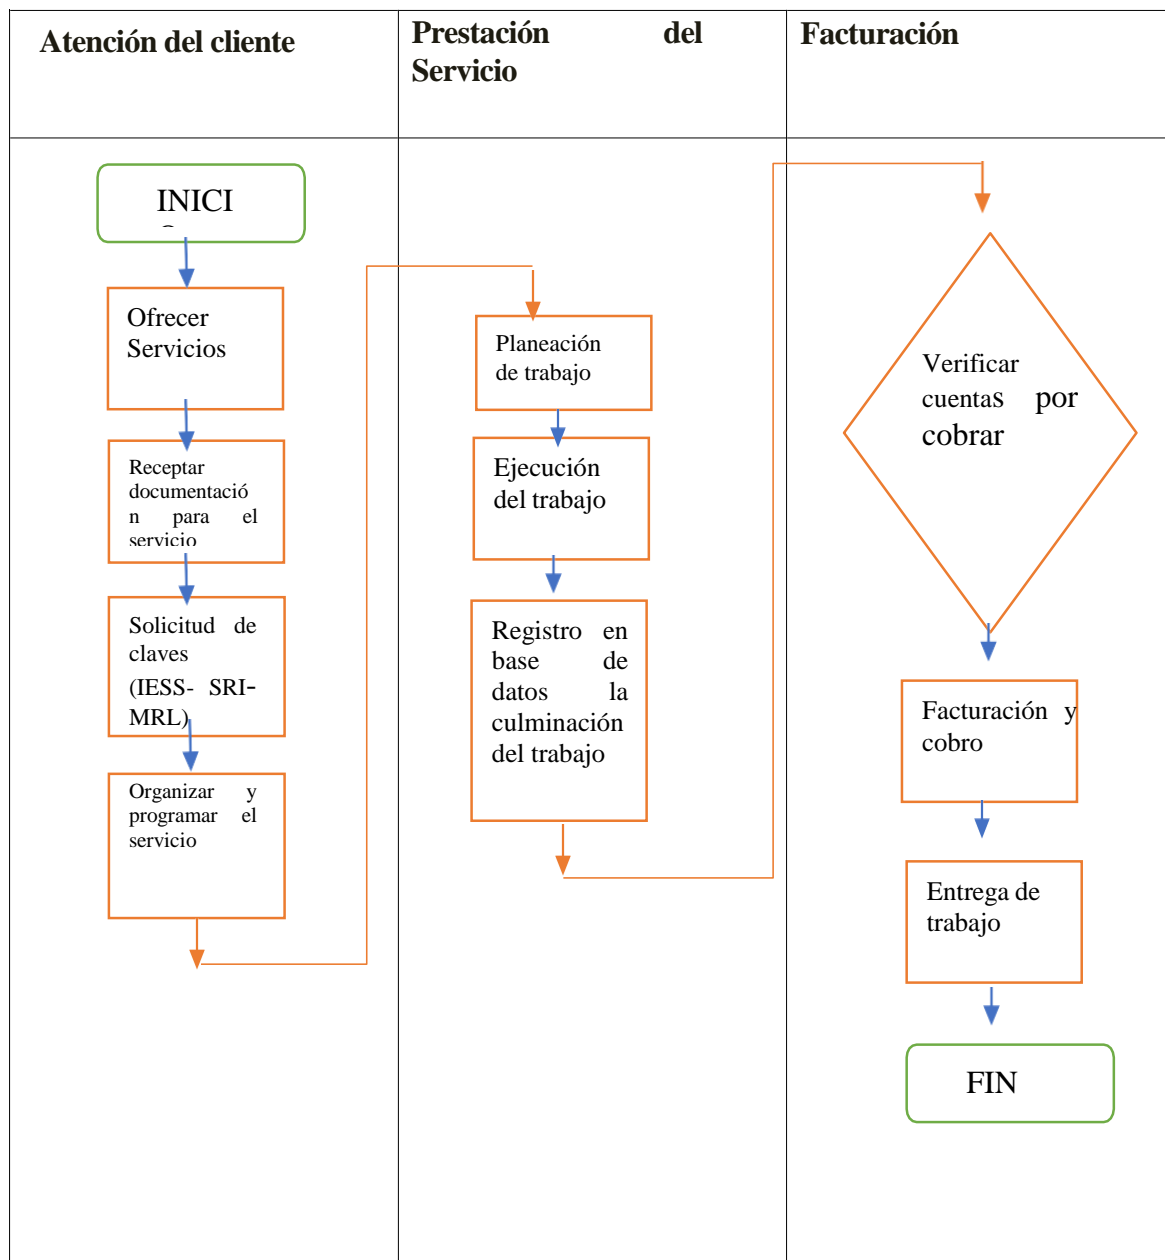 Atención del cliente
Prestación del
Servicio
Facturación
INICI
Ofrecer
Servicios
Receptar
documentació
n para el
servicio
Solicitud de
claves
(IESS- SRI-
MRL)
Organizar y
programar el
servicio
Planeación
de trabajo
Ejecución
del trabajo
Registro en
base de
datos la
culminación
del trabajo
Verificar
cuentas por
cobrar
Facturación y
cobro
Entrega de
trabajo
FIN